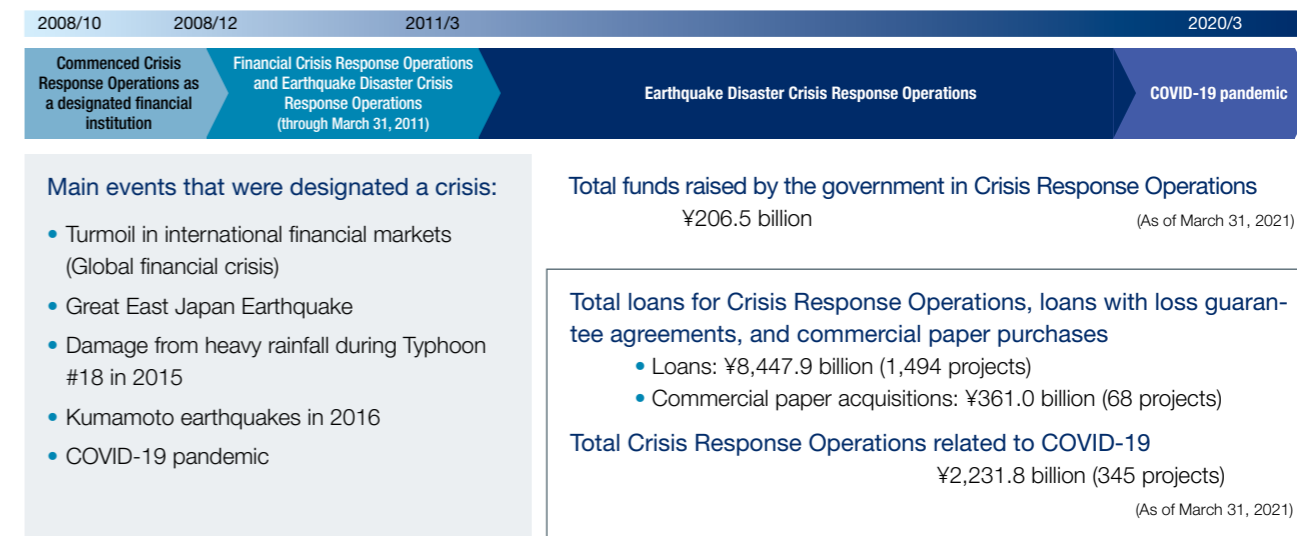 2008/10 2008/12 2011/3 2020/3
Commenced Crisis
Response Operations as
a designated financial
institution
Financial Crisis Response Operations
and Earthquake Disaster Crisis
Response Operations
(through March 31, 2011)
Earthquake Disaster Crisis Response Operations
COVID-19 pandemic
Main events that were designated a crisis:
• Turmoil in international financial markets
(Global financial crisis)
• Great East Japan Earthquake
• Damage from heavy rainfall during Typhoon
#18 in 2015
• Kumamoto earthquakes in 2016
• COVID-19 pandemic
Total funds raised by the government in Crisis Response Operations
¥206.5 billion
(As of March 31, 2021)
Total loans for Crisis Response Operations, loans with loss guaran-
tee agreements, and commercial paper purchases
• Loans: ¥8,447.9 billion (1,494 projects)
• Commercial paper acquisitions: ¥361.0 billion (68 projects)
Total Crisis Response Operations related to COVID-19
¥2,231.8 billion (345 projects)
(As of March 31, 2021)